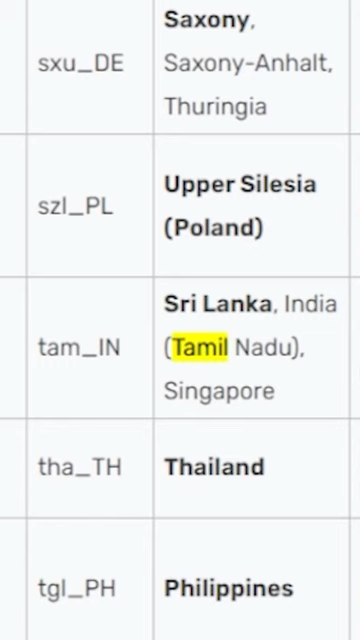 Saxony,
sxu_DE Saxony-Anhalt,
Thuringia
szl_PL Upper Silesia
(Poland)
Sri Lanka, India
tam_IN (Tamil Nadu),
Singapore
tha_TH Thailand
tgl_PH Philippines